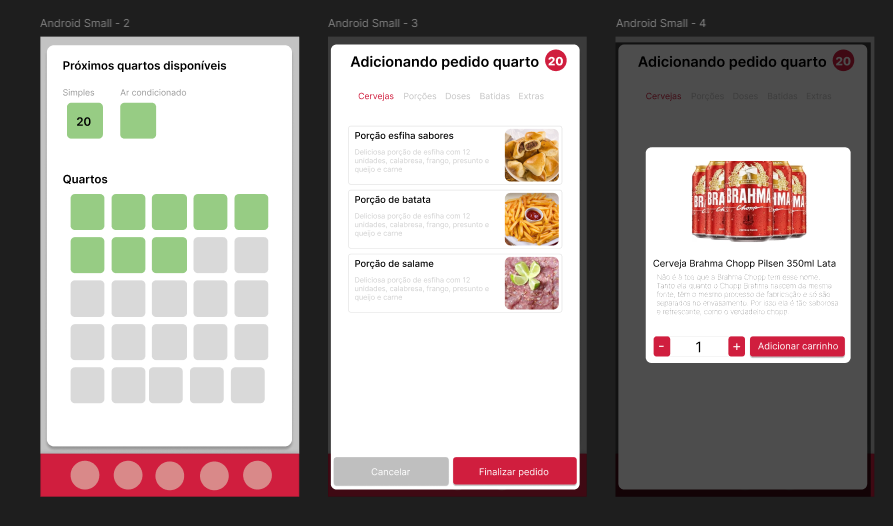 Android Small - 2
Próximos quartos disponíveis
Simples
Ar condicionado
20
Quartos
Android Small - 3
Adicionando pedido quarto 20
Cervejas Porções Doses Batidas Extras
Porção esfiha sabores
Deliciosa porção de esfiha com 12
unidades, calabresa, frango, presunto e
queijo e carne
Porção de batata
Deliciosa porção de esfiha com 12
unidades, calabresa, frango, presunto e
queijo e carne
Porção de salame
Deliciosa porção de esfiha com 12
unidades, calabresa, frango, presunto e
queijo e carne
Cancelar
Finalizar pedido
Android Small - 4
Adicionando pedido quarto 20
Cervejas Porções Doses Batidas Extras
BRAHMA
Chopp
Cerveja Brahma Chopp Pilsen 350ml Lata
Não é à toa que a Brahma Chopp tem esse nome.
Tanto ela quanto o Chopp Brahma nascem da mesma
fonte, têm o mesmo processo de fabricação e só são
separados no envasamento. Por isso ela é tão saborosa
e refrescante, como o verdadeiro chopp
- 1 + Adicionar carrinho